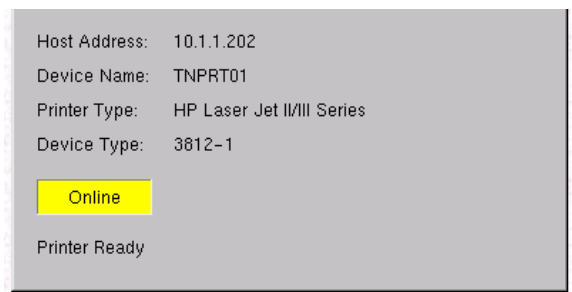 Host Address: 10.1.1.202
Device Name: TNPRT01
Printer Type: HP Laser Jet II/III Series
Device Type: 3812-1
Online
Printer Ready